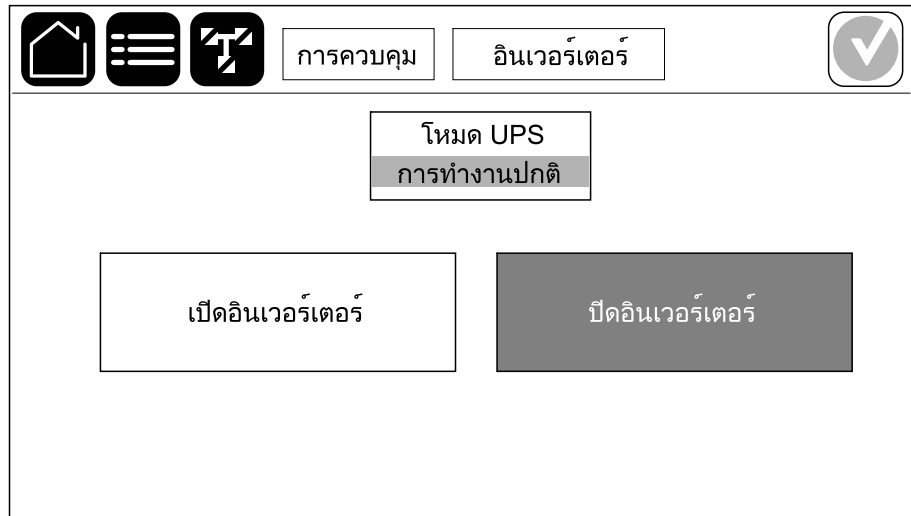 การควบคุม
อินเวอร์เตอร์
โหมด UPS
การทำงานปกติ
เปิดอินเวอร์เตอร์
ปิดอินเวอร์เตอร์